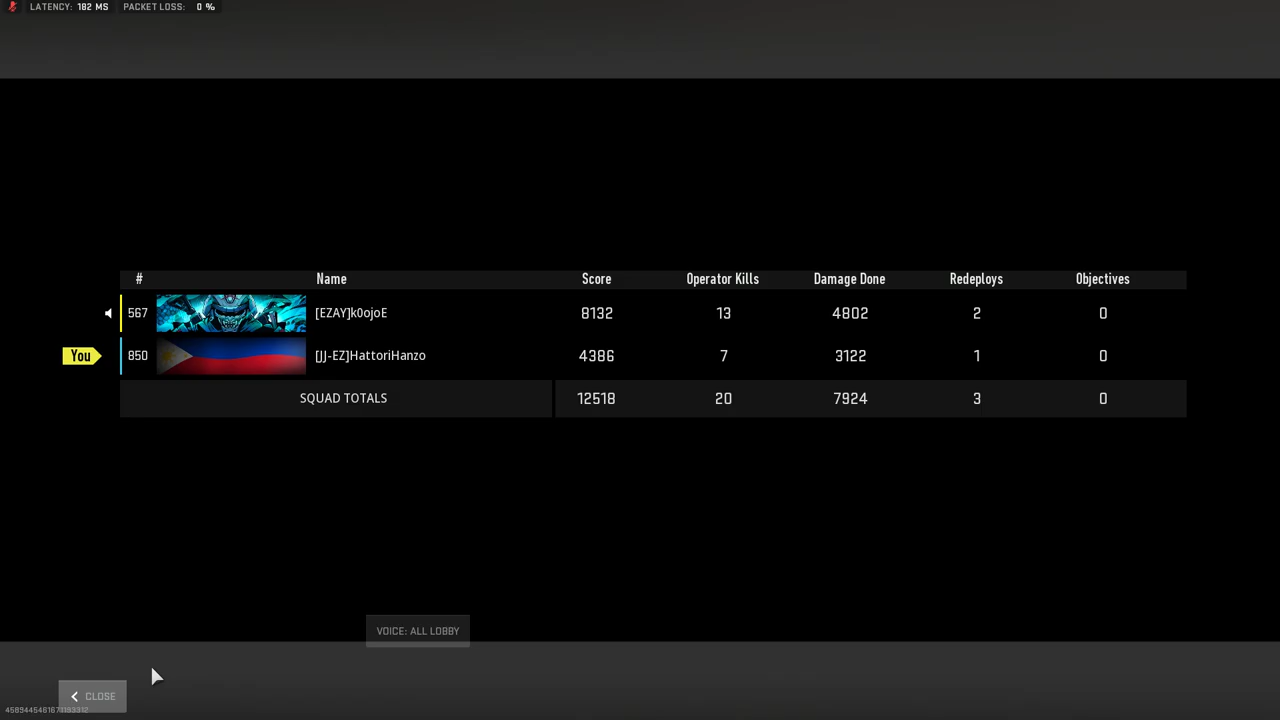 LATENCY: 182 MS PACKET LOSS: 0 %
# Name Score Operator Kills Damage Done Redeploys Objectives
567 [EZAY]k0ojoE 8132 13 4802 2 0
You 850 [JJ-EZ]HattoriHanzo 4386 7 3122 1 0
SQUAD TOTALS 12518 20 7924 3 0
VOICE: ALL LOBBY
CLOSE